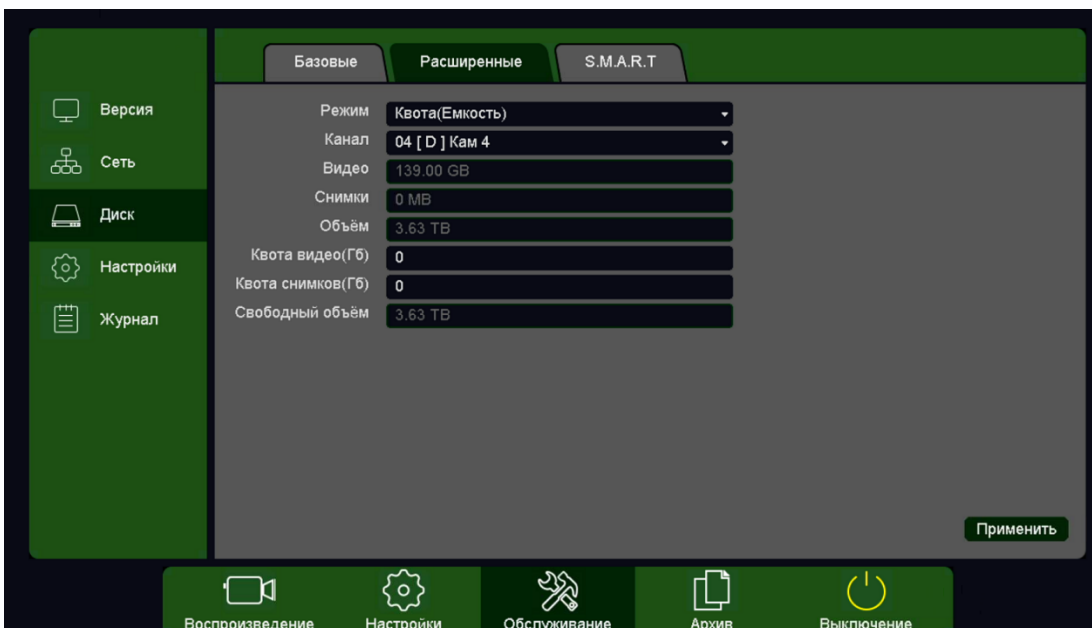 Базовые Расширенные S.M.A.R.T
Версия
Сеть
Диск
Настройки
Журнал
Режим Квота(Емкость)
Канал 04 [ D ] Кам 4
Видео 139.00 GB
Снимки 0 MB
Объём 3.63 TB
Квота видео(Гб) 0
Квота снимков(Гб) 0
Свободный объём 3.63 TB
Применить
Воспроизведение Настройки Обслуживание Архив Выключение